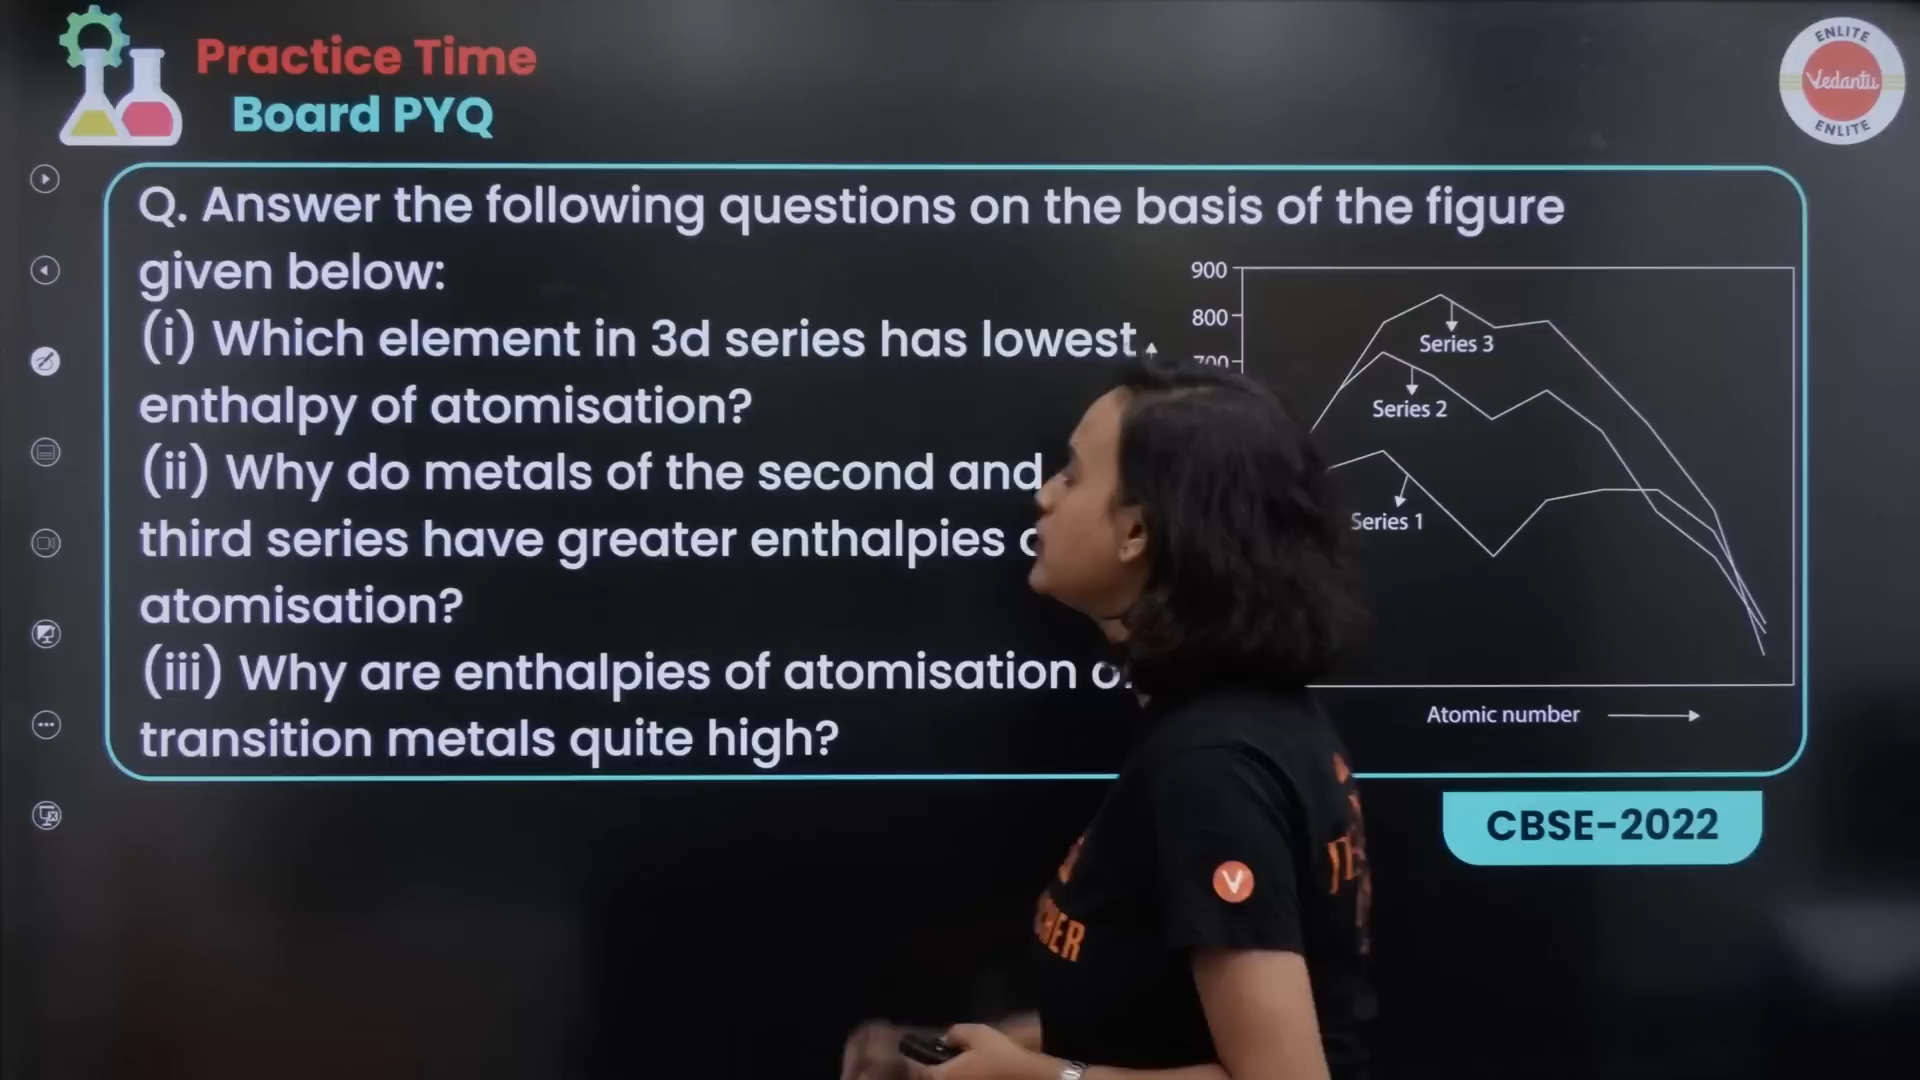 Practice Time
Board PYQ
ENLITE
Vedantu
ENLITE
Q. Answer the following questions on the basis of the figure
given below:
(i) Which element in 3d series has lowest
enthalpy of atomisation?
(ii) Why do metals of the second and
third series have greater enthalpies
atomisation?
(iii) Why are enthalpies of atomisation
transition metals quite high?
900
800
700
Series 3
Series 2
Series 1
Atomic number
CBSE-2022
V